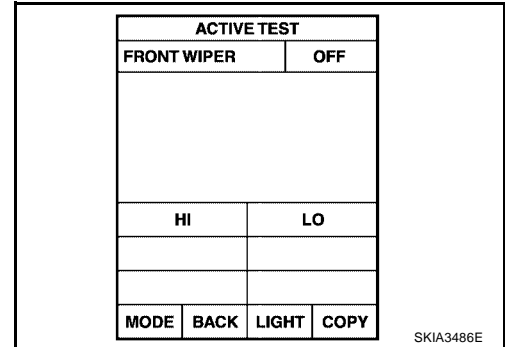 ACTIVE TEST
FRONT WIPER OFF
HI LO
MODE BACK LIGHT COPY
SKIA3486E